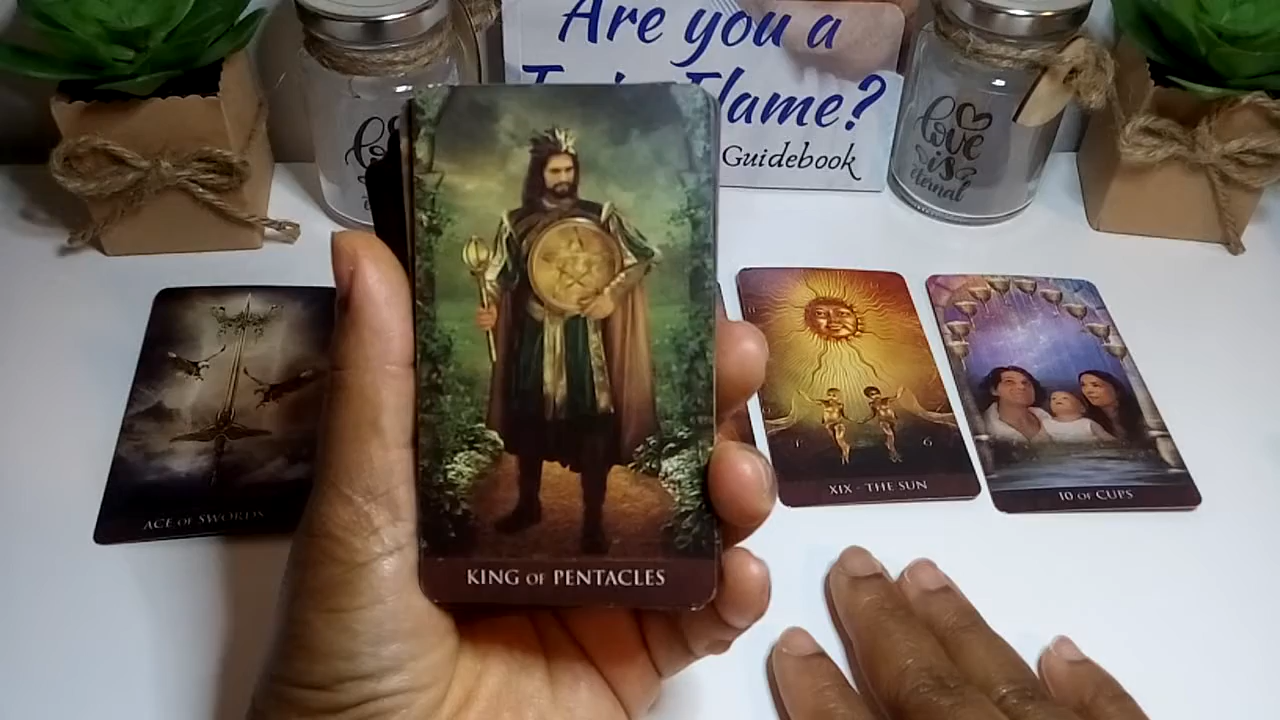 Are you a
Flame?
Guidebook
love
is
eternal
KING OF PENTACLES
ACE OF SWORDS
XIX - THE SUN
6
10 OF CUPS